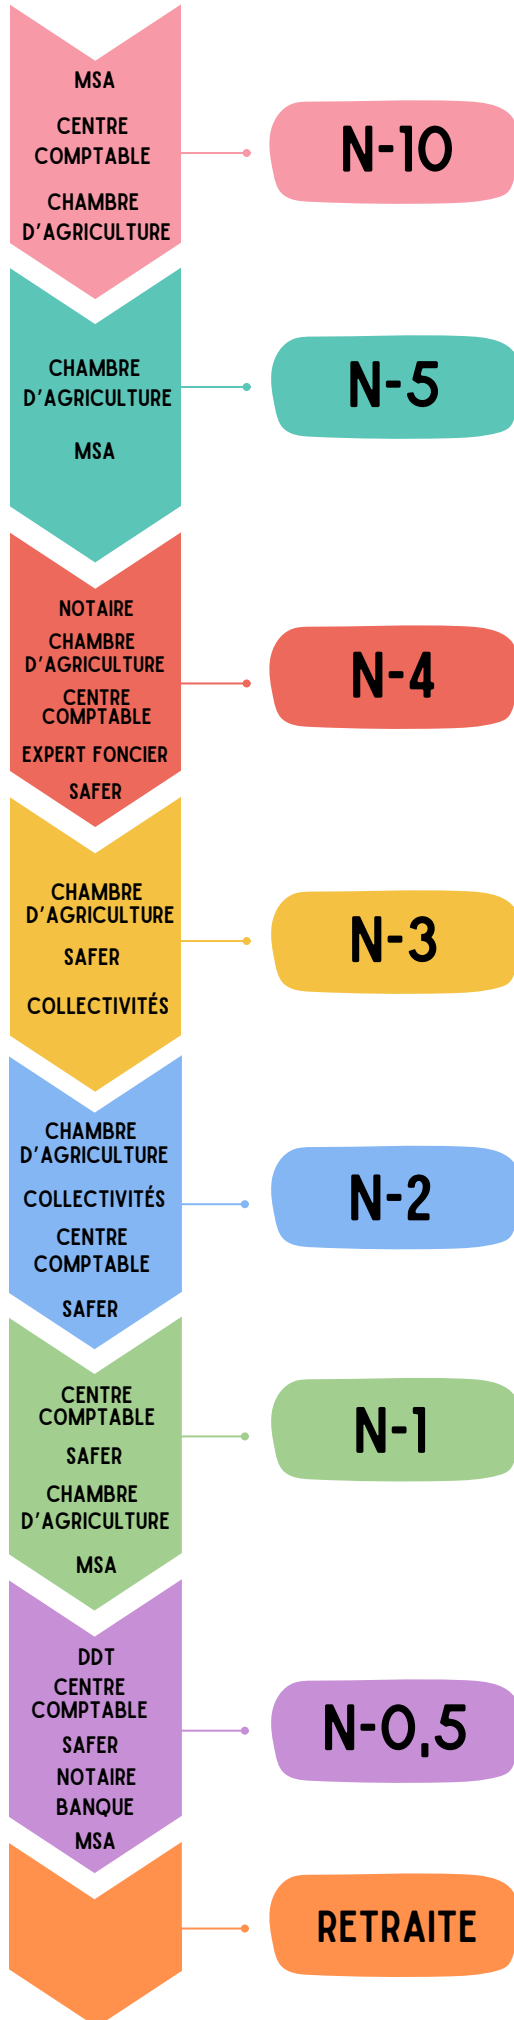 MSA
CENTRE
COMPTABLE
CHAMBRE
D'AGRICULTURE
N-10
CHAMBRE
D'AGRICULTURE
MSA
N-5
NOTAIRE
CHAMBRE
D'AGRICULTURE
CENTRE
COMPTABLE
EXPERT FONCIER
SAFER
N-4
CHAMBRE
D'AGRICULTURE
SAFER
COLLECTIVITÉS
N-3
CHAMBRE
D'AGRICULTURE
COLLECTIVITÉS
CENTRE
COMPTABLE
SAFER
N-2
CENTRE
COMPTABLE
SAFER
CHAMBRE
D'AGRICULTURE
MSA
N-1
DDT
CENTRE
COMPTABLE
SAFER
NOTAIRE
BANQUE
MSA
N-0,5
RETRAITE